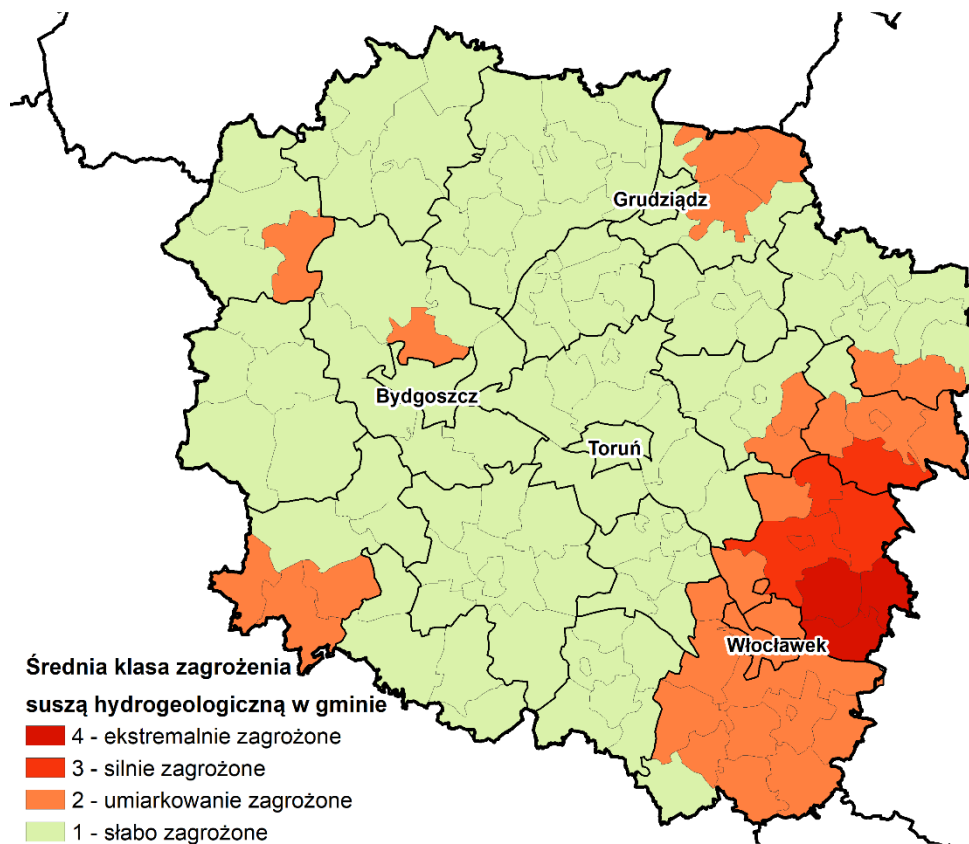 Grudziądz
Bydgoszcz
Toruń
Włocławek
Średnia klasa zagrożenia
suszą hydrogeologiczną w gminie
4 - ekstremalnie zagrożone
3 - silnie zagrożone
2 - umiarkowanie zagrożone
1 - słabo zagrożone